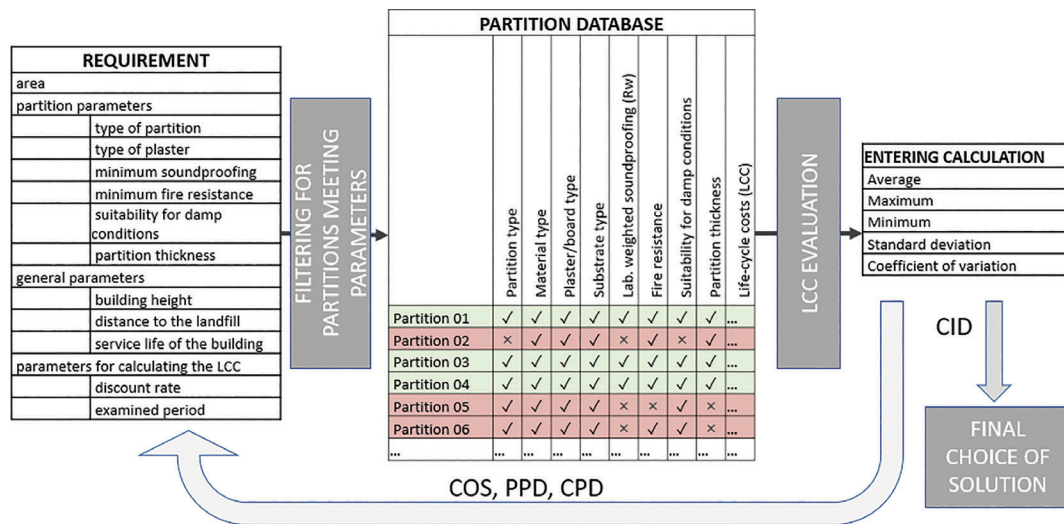 REQUIREMENT
area
partition parameters
type of partition
type of plaster
minimum soundproofing
minimum fire resistance
suitability for damp
conditions
partition thickness
general parameters
building height
distance to the landfill
service life of the building
parameters for calculating the LCC
discount rate
examined period
FILTERING FOR
PARTITIONS MEETING
PARAMETERS
PARTITION DATABASE
Partition type
Material type
Plaster/board type
Substrate type
Lab. weighted soundproofing (Rw)
Fire resistance
Suitability for damp conditions
Partition thickness
Life-cycle costs (LCC)
Partition 01 ✓ ✓ ✓ ✓ ✓ ✓ ✓ ✓ ...
Partition 02 × ✓ ✓ ✓ × ✓ × ✓ ...
Partition 03 ✓ ✓ ✓ ✓ ✓ ✓ ✓ ✓ ...
Partition 04 ✓ ✓ ✓ ✓ ✓ ✓ ✓ ✓ ...
Partition 05 ✓ ✓ ✓ ✓ × × ✓ × ...
Partition 06 ✓ ✓ ✓ ✓ × ✓ ✓ × ...
... ... ... ... ... ... ... ... ... ...
LCC EVALUATION
ENTERING CALCULATION
Average
Maximum
Minimum
Standard deviation
Coefficient of variation
CID
FINAL
CHOICE OF
SOLUTION
COS, PPD, CPD